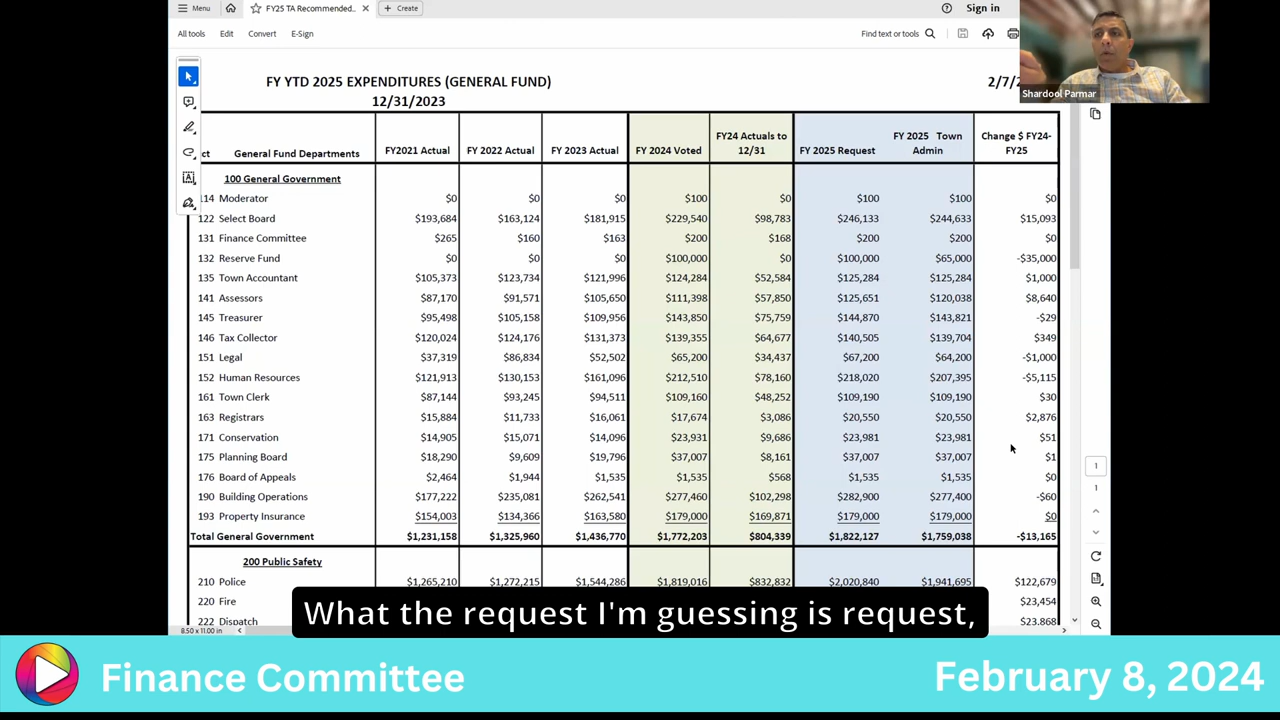 Menu FY25 TA Recommended.. Create Sign in
All tools Edit Convert E-Sign Find text or tools
Shardool Parmar
FY YTD 2025 EXPENDITURES (GENERAL FUND) 2/7/
12/31/2023
ct General Fund Departments FY2021 Actual FY 2022 Actual FY 2023 Actual FY 2024 Voted FY24 Actuals to 12/31 FY 2025 Request FY 2025 Town Admin Change $ FY24-FY25
100 General Government
114 Moderator $0 $0 $0 $100 $0 $100 $100 $0
122 Select Board $193,684 $163,124 $181,915 $229,540 $98,783 $246,133 $244,633 $15,093
131 Finance Committee $265 $160 $163 $200 $168 $200 $200 $0
132 Reserve Fund $0 $0 $0 $100,000 $0 $100,000 $65,000 -$35,000
135 Town Accountant $105,373 $123,734 $121,996 $124,284 $52,584 $125,284 $125,284 $1,000
141 Assessors $87,170 $91,571 $105,650 $111,398 $57,850 $125,651 $120,038 $8,640
145 Treasurer $95,498 $105,158 $109,956 $143,850 $75,759 $144,870 $143,821 -$29
146 Tax Collector $120,024 $124,176 $131,373 $139,355 $64,677 $140,505 $139,704 $349
151 Legal $37,319 $86,834 $52,502 $65,200 $34,437 $67,200 $64,200 -$1,000
152 Human Resources $121,913 $130,153 $161,096 $212,510 $78,160 $218,020 $207,395 -$5,115
161 Town Clerk $87,144 $93,245 $94,511 $109,160 $48,252 $109,190 $109,190 $30
163 Registrars $15,884 $11,733 $16,061 $17,674 $3,086 $20,550 $20,550 $2,876
171 Conservation $14,905 $15,071 $14,096 $23,931 $9,686 $23,981 $23,981 $51
175 Planning Board $18,290 $9,609 $19,796 $37,007 $8,161 $37,007 $37,007 $1
176 Board of Appeals $2,464 $1,944 $1,535 $1,535 $568 $1,535 $1,535 $0
190 Building Operations $177,222 $235,081 $262,541 $277,460 $102,298 $282,900 $277,400 -$60
193 Property Insurance $154,003 $134,366 $163,580 $179,000 $169,871 $179,000 $179,000 $0
Total General Government $1,231,158 $1,325,960 $1,436,770 $1,772,203 $804,339 $1,822,127 $1,759,038 -$13,165
200 Public Safety
210 Police $1,265,210 $1,272,215 $1,544,286 $1,819,016 $832,832 $2,020,840 $1,941,695 $122,679
220 Fire $23,454
222 Dispatch $23,868
1
1
8.50 x 11.00 in
What the request I'm guessing is request,
Finance Committee February 8, 2024